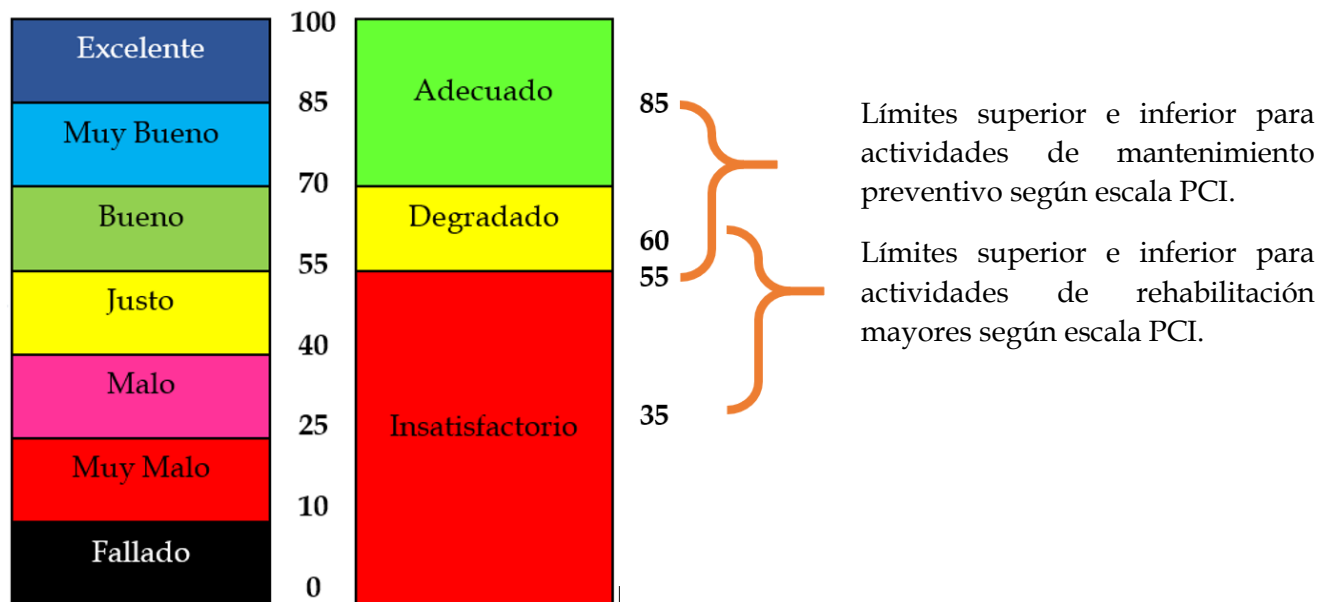 Excelente
Muy Bueno
Bueno
Justo
Malo
Muy Malo
Fallado
100
85
70
55
40
25
10
0
Adecuado
Degradado
Insatisfactorio
85
60
55
35
Límites superior e inferior para
actividades de mantenimiento
preventivo según escala PCI.
Límites superior e inferior para
actividades de rehabilitación
mayores según escala PCI.